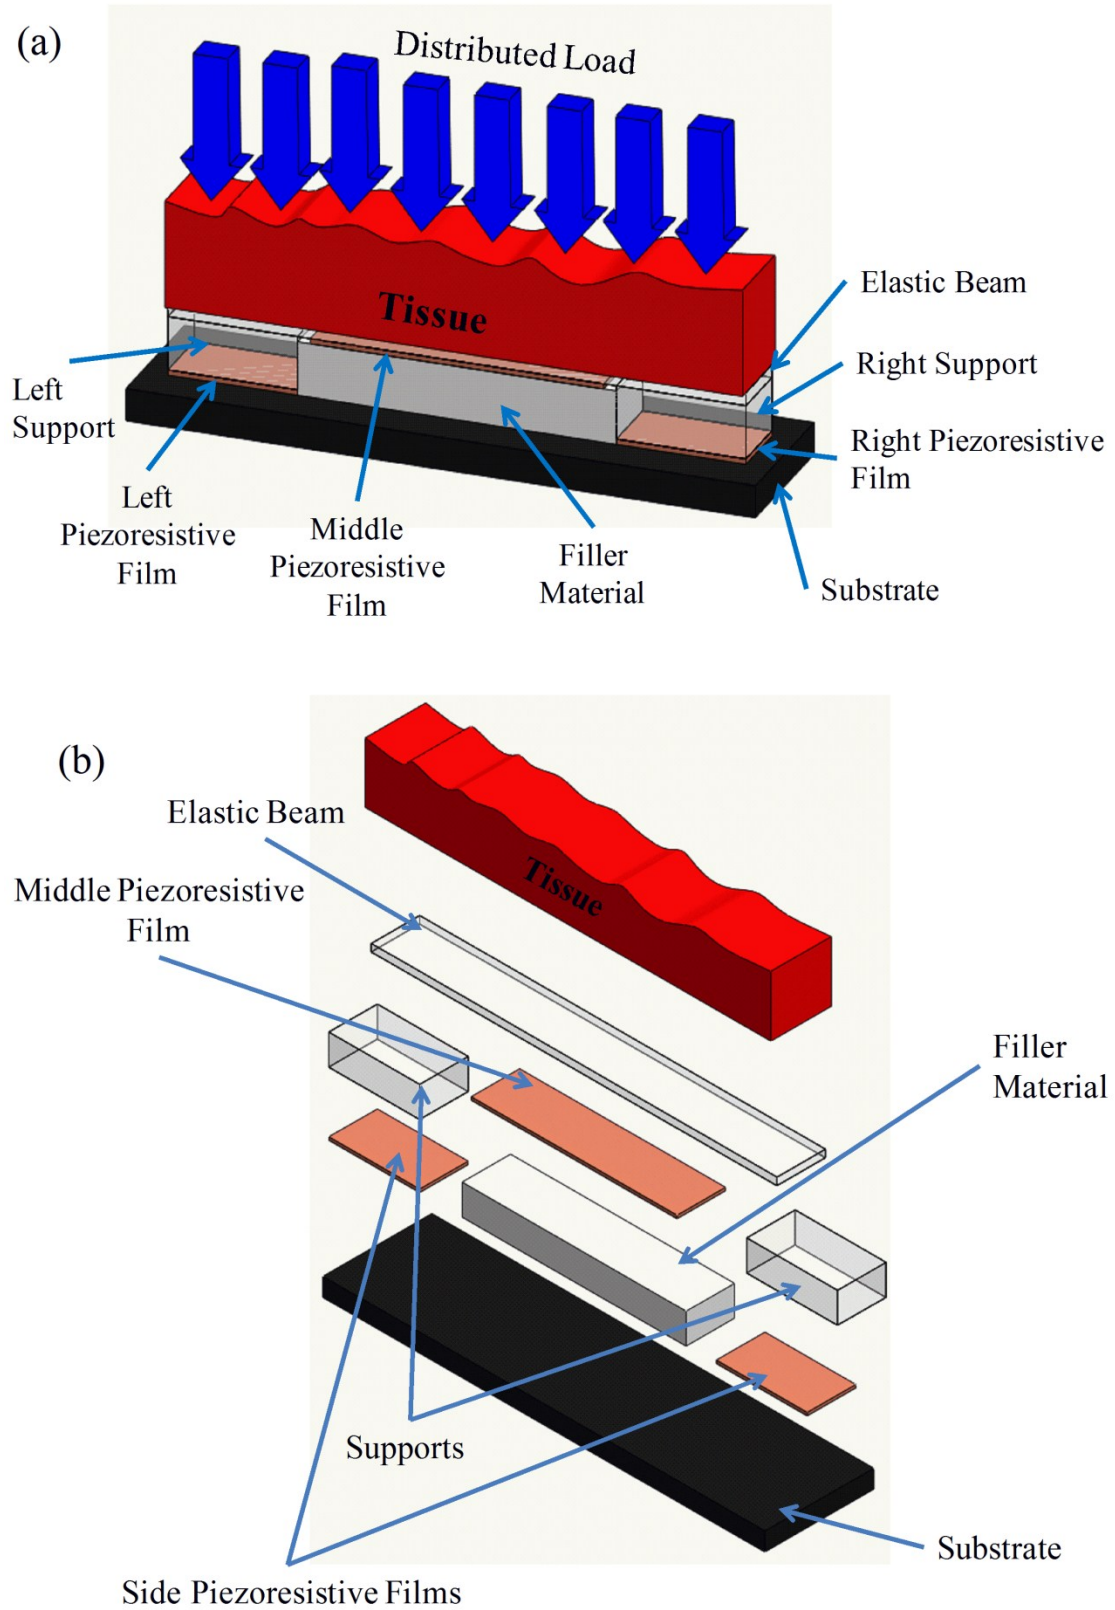 (a)
Distributed Load
Tissue
Elastic Beam
Right Support
Left
Support
Right Piezoresistive
Film
Left
Piezoresistive
Film
Middle
Piezoresistive
Film
Filler
Material
Substrate
(b)
Elastic Beam
Tissue
Middle Piezoresistive
Film
Filler
Material
Supports
Substrate
Side Piezoresistive Films